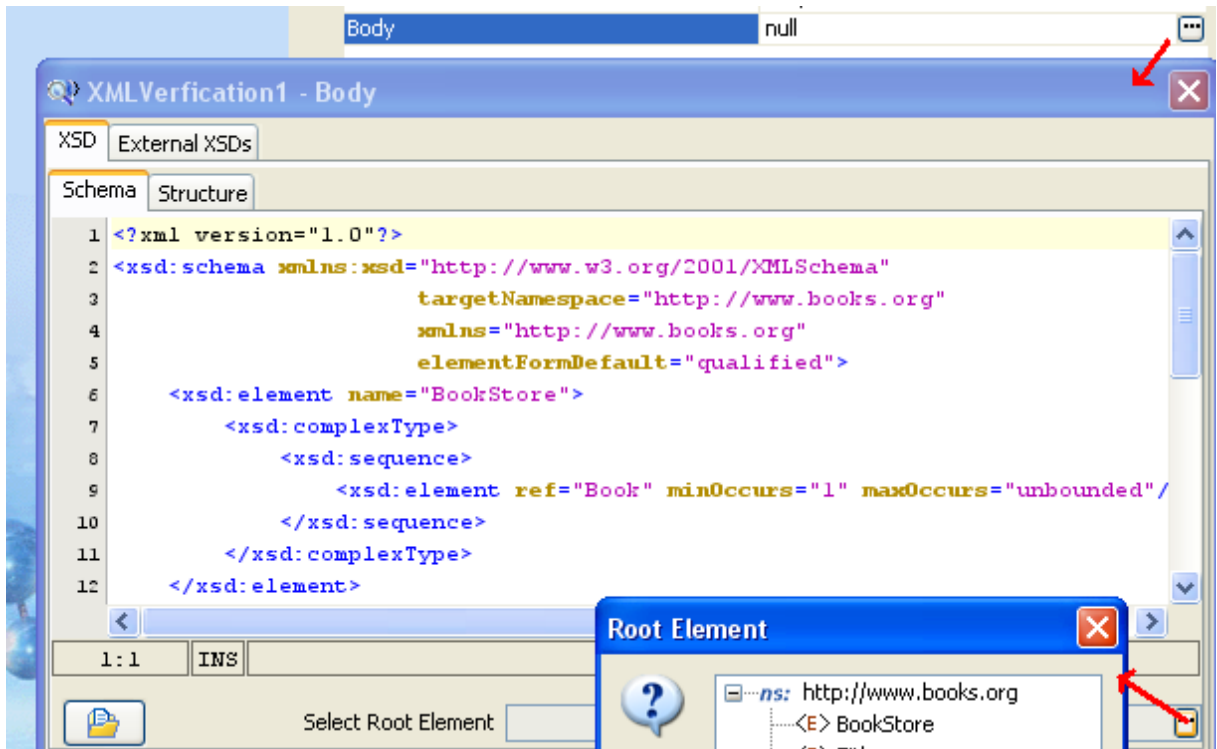 Body null
XMLVerfication1 - Body
XSD External XSDs
Schema Structure
1 <?xml version="1.0"?>
2 <xsd:schema xmlns:xsd="http://www.w3.org/2001/XMLSchema"
3 targetNamespace="http://www.books.org"
4 xmlns="http://www.books.org"
5 elementFormDefault="qualified">
6 <xsd:element name="BookStore">
7 <xsd:complexType>
8 <xsd:sequence>
9 <xsd:element ref="Book" minOccurs="1" maxOccurs="unbounded"/
10 </xsd:sequence>
11 </xsd:complexType>
12 </xsd:element>
Root Element
1:1 INS
ns: http://www.books.org
Select Root Element
<E> BookStore